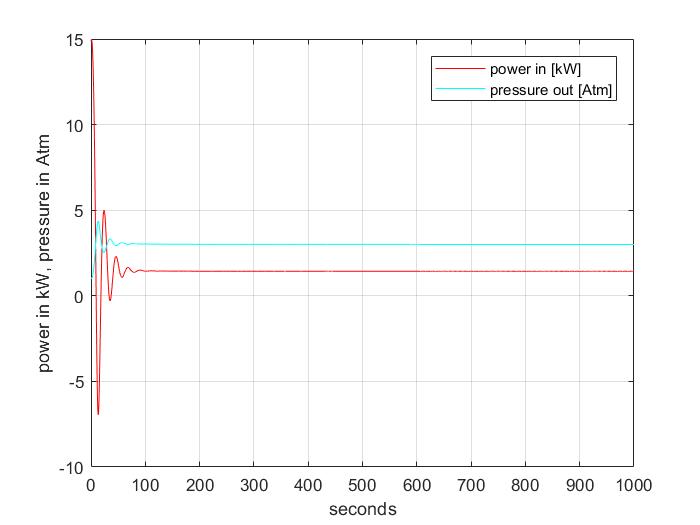 15
10
5
0
-5
-10
power in kW, pressure in Atm
power in [kW]
pressure out [Atm]
0 100 200 300 400 500 600 700 800 900 1000
seconds